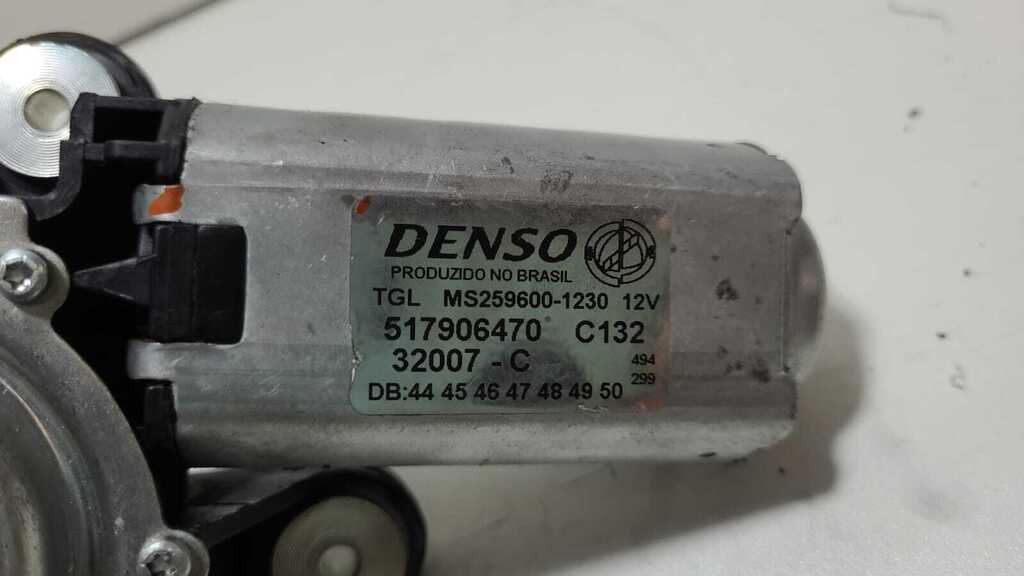 DENSO
PRODUZIDO NO BRASIL
TGL MS259600-1230 12V
517906470 C132
32007 - C 494
299
DB:44 45 46 47 48 49 50